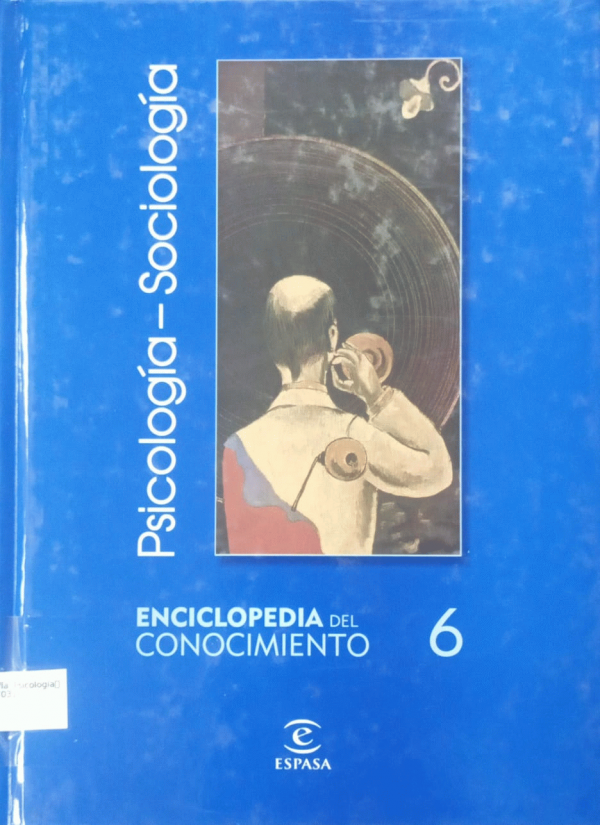 Psicología – Sociología
ENCICLOPEDIA DEL
CONOCIMIENTO 6
ESPASA